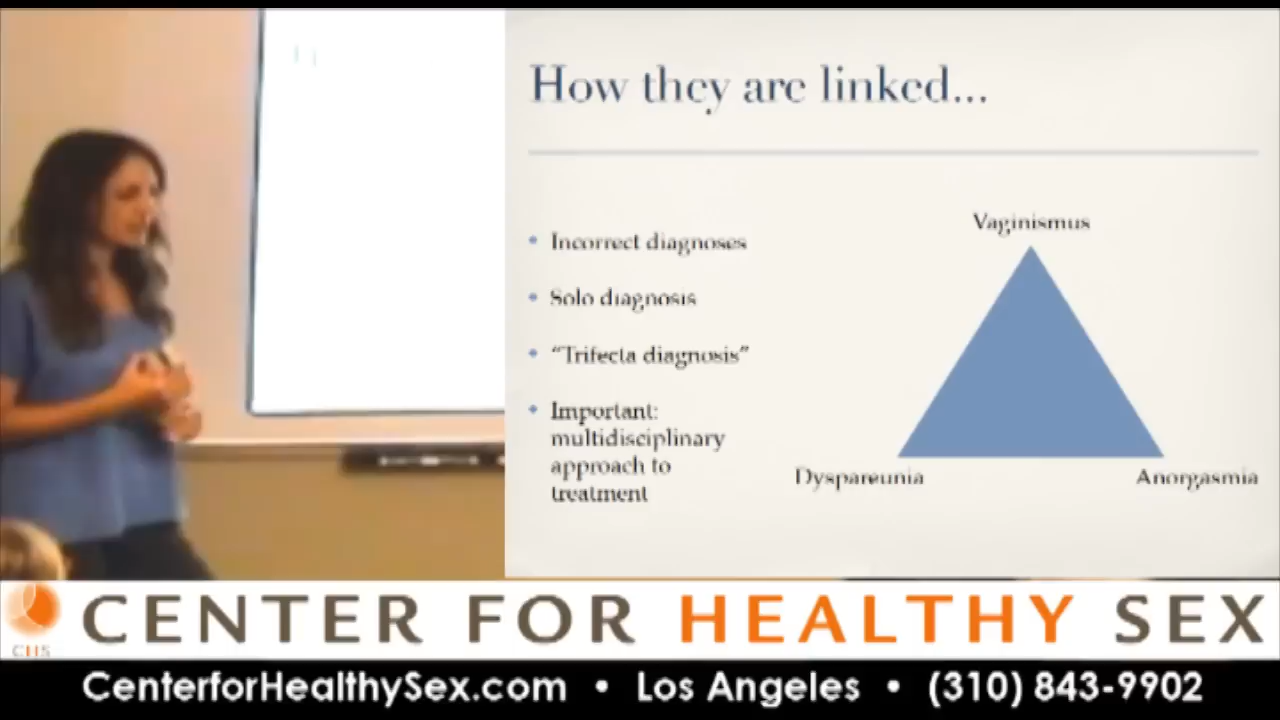 How they are linked...
• Incorrect diagnoses
• Solo diagnosis
• “Trifecta diagnosis”
• Important:
multidisciplinary
approach to
treatment
Vaginismus
Dyspareunia
Anorgasmia
CHS
CENTER FOR HEALTHY SEX
CenterforHealthySex.com • Los Angeles • (310) 843-9902